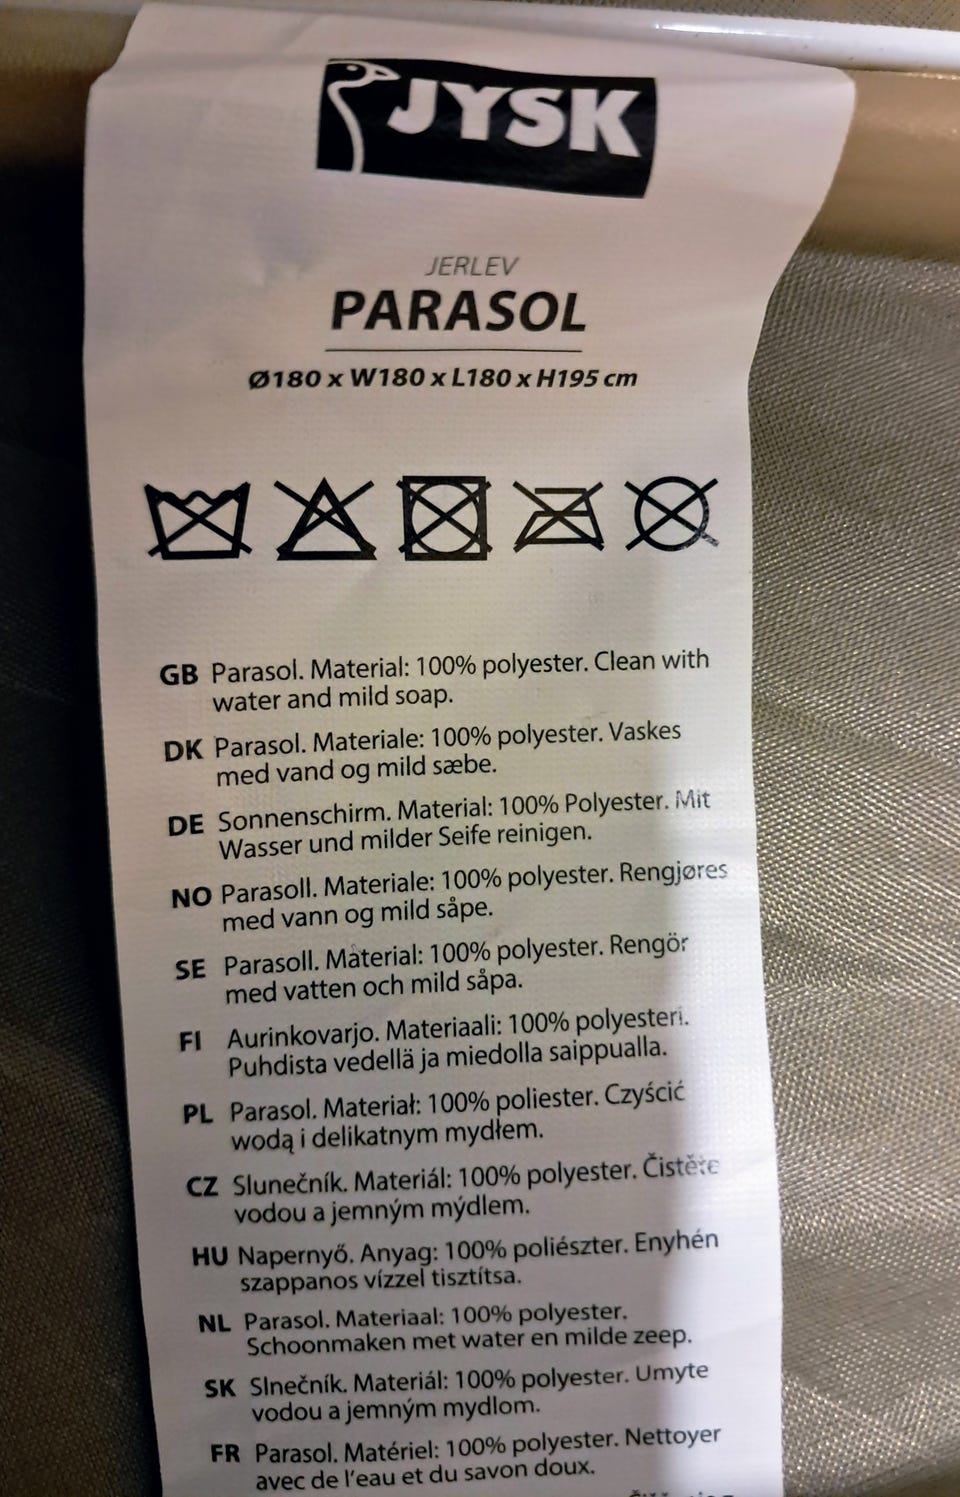 JYSK
JERLEV
PARASOL
Ø180 x W180 x L180 x H195 cm
GB Parasol. Material: 100% polyester. Clean with
water and mild soap.
DK Parasol. Materiale: 100% polyester. Vaskes
med vand og mild sæbe.
DE Sonnenschirm. Material: 100% Polyester. Mit
Wasser und milder Seife reinigen.
NO Parasoll. Materiale: 100% polyester. Rengjøres
med vann og mild såpe.
SE Parasoll. Material: 100% polyester. Rengör
med vatten och mild såpa.
FI Aurinkovarjo. Materiaali: 100% polyesteri.
Puhdista vedellä ja miedolla saippualla.
PL Parasol. Materiał: 100% poliester. Czyścić
wodą i delikatnym mydłem.
CZ Slunečník. Materiál: 100% polyester. Čistěte
vodou a jemným mýdlem.
HU Napernyő. Anyag: 100% poliészter. Enyhén
szappanos vízzel tisztítsa.
NL Parasol. Materiaal: 100% polyester.
Schoonmaken met water en milde zeep.
SK Slnečník. Materiál: 100% polyester. Umyte
vodou a jemným mydlom.
FR Parasol. Matériel: 100% polyester. Nettoyer
avec de l'eau et du savon doux.